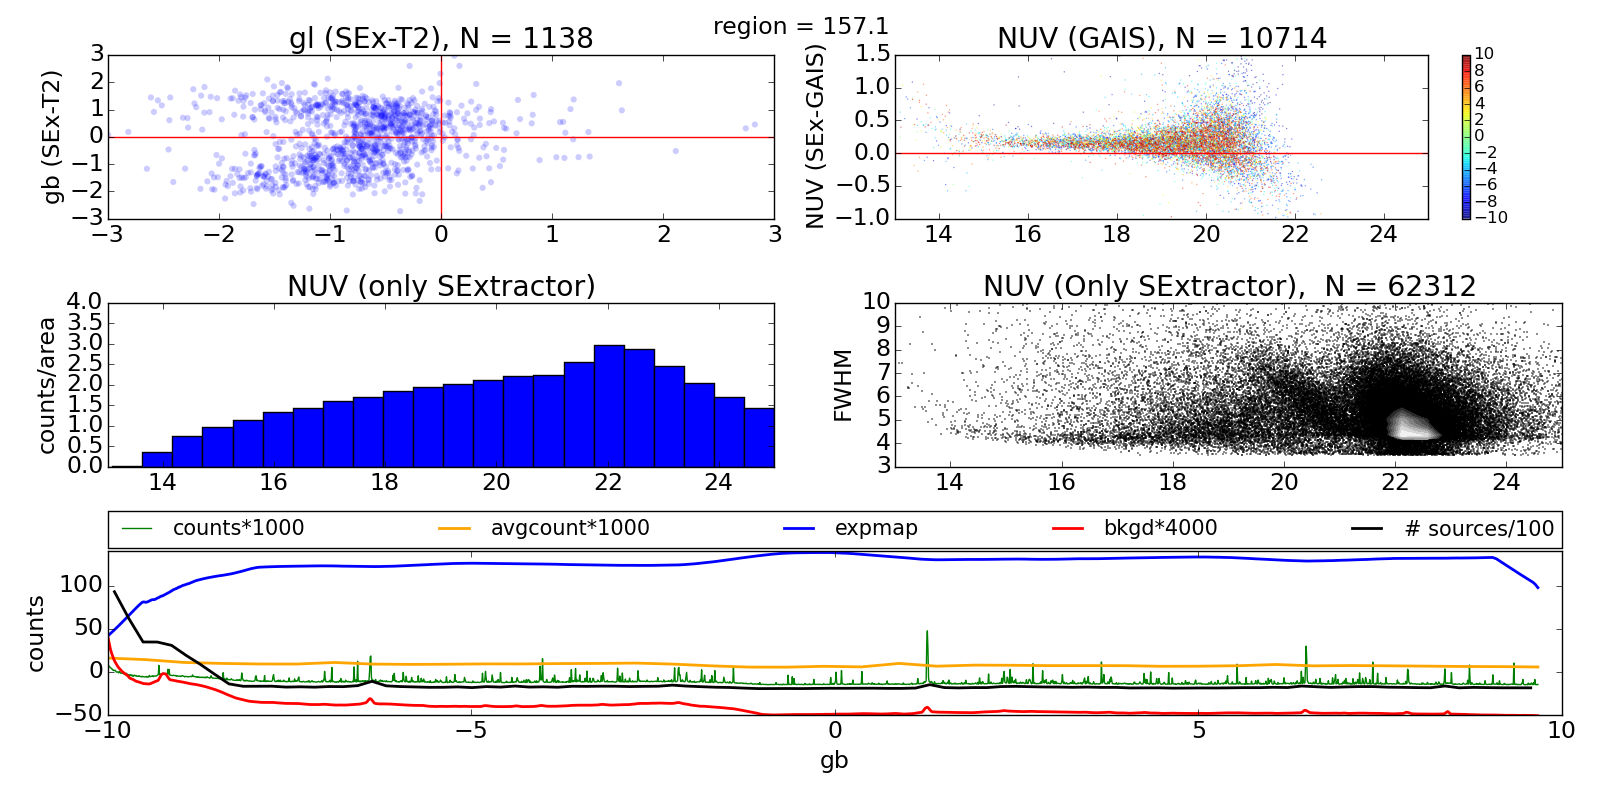 region = 157.1
gl (SEx-T2), N = 1138
gb (SEx-T2)
3
2
1
0
−1
−2
−3
−3 −2 −1 0 1 2 3
NUV (GAIS), N = 10714
NUV (SEx-GAIS)
1.5
1.0
0.5
0.0
−0.5
−1.0
14 16 18 20 22 24
10
8
6
4
2
0
−2
−4
−6
−8
−10
NUV (only SExtractor)
counts/area
4.0
3.5
3.0
2.5
2.0
1.5
1.0
0.5
0.0
14 16 18 20 22 24
NUV (Only SExtractor), N = 62312
FWHM
10
9
8
7
6
5
4
3
14 16 18 20 22 24
counts*1000 avgcount*1000 expmap bkgd*4000 # sources/100
counts
100
50
0
−50
−10 −5 0 5 10
gb